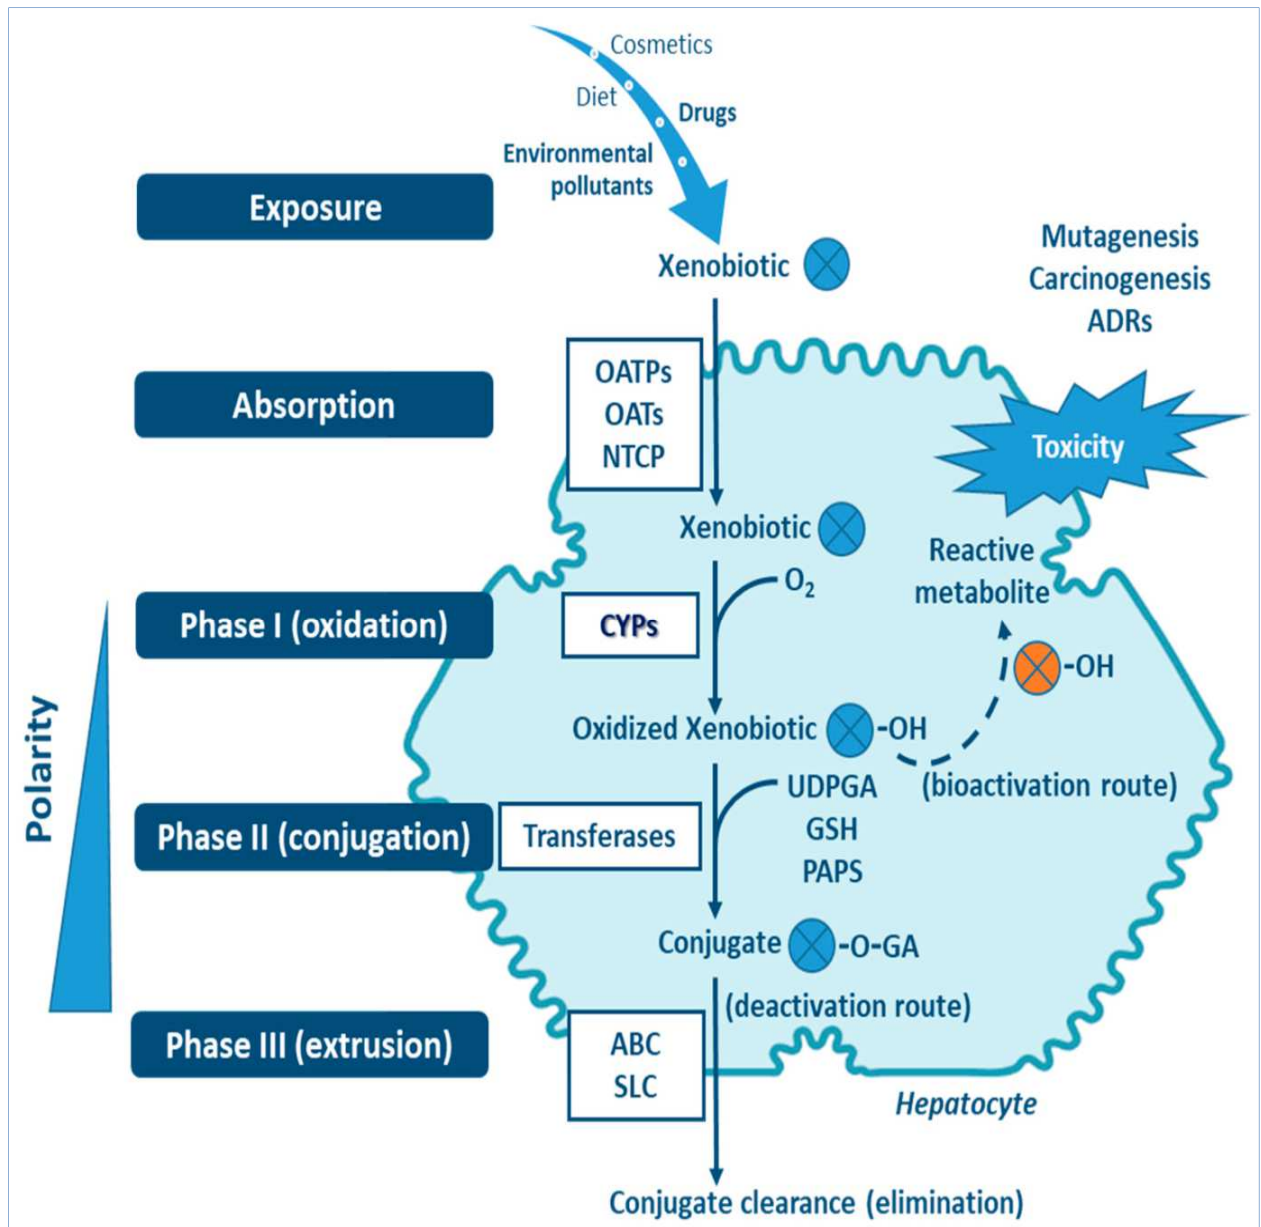 Cosmetics
Diet
Drugs
Environmental
pollutants
Exposure
Xenobiotic
Mutagenesis
Carcinogenesis
ADRs
Absorption
OATPs
OATs
NTCP
Toxicity
Xenobiotic
Reactive
metabolite
O₂
Phase I (oxidation)
CYPs
-OH
Polarity
Oxidized Xenobiotic
-OH
(bioactivation route)
Phase II (conjugation)
Transferases
UDPGA
GSH
PAPS
Conjugate
-O-GA
(deactivation route)
Phase III (extrusion)
ABC
SLC
Hepatocyte
Conjugate clearance (elimination)